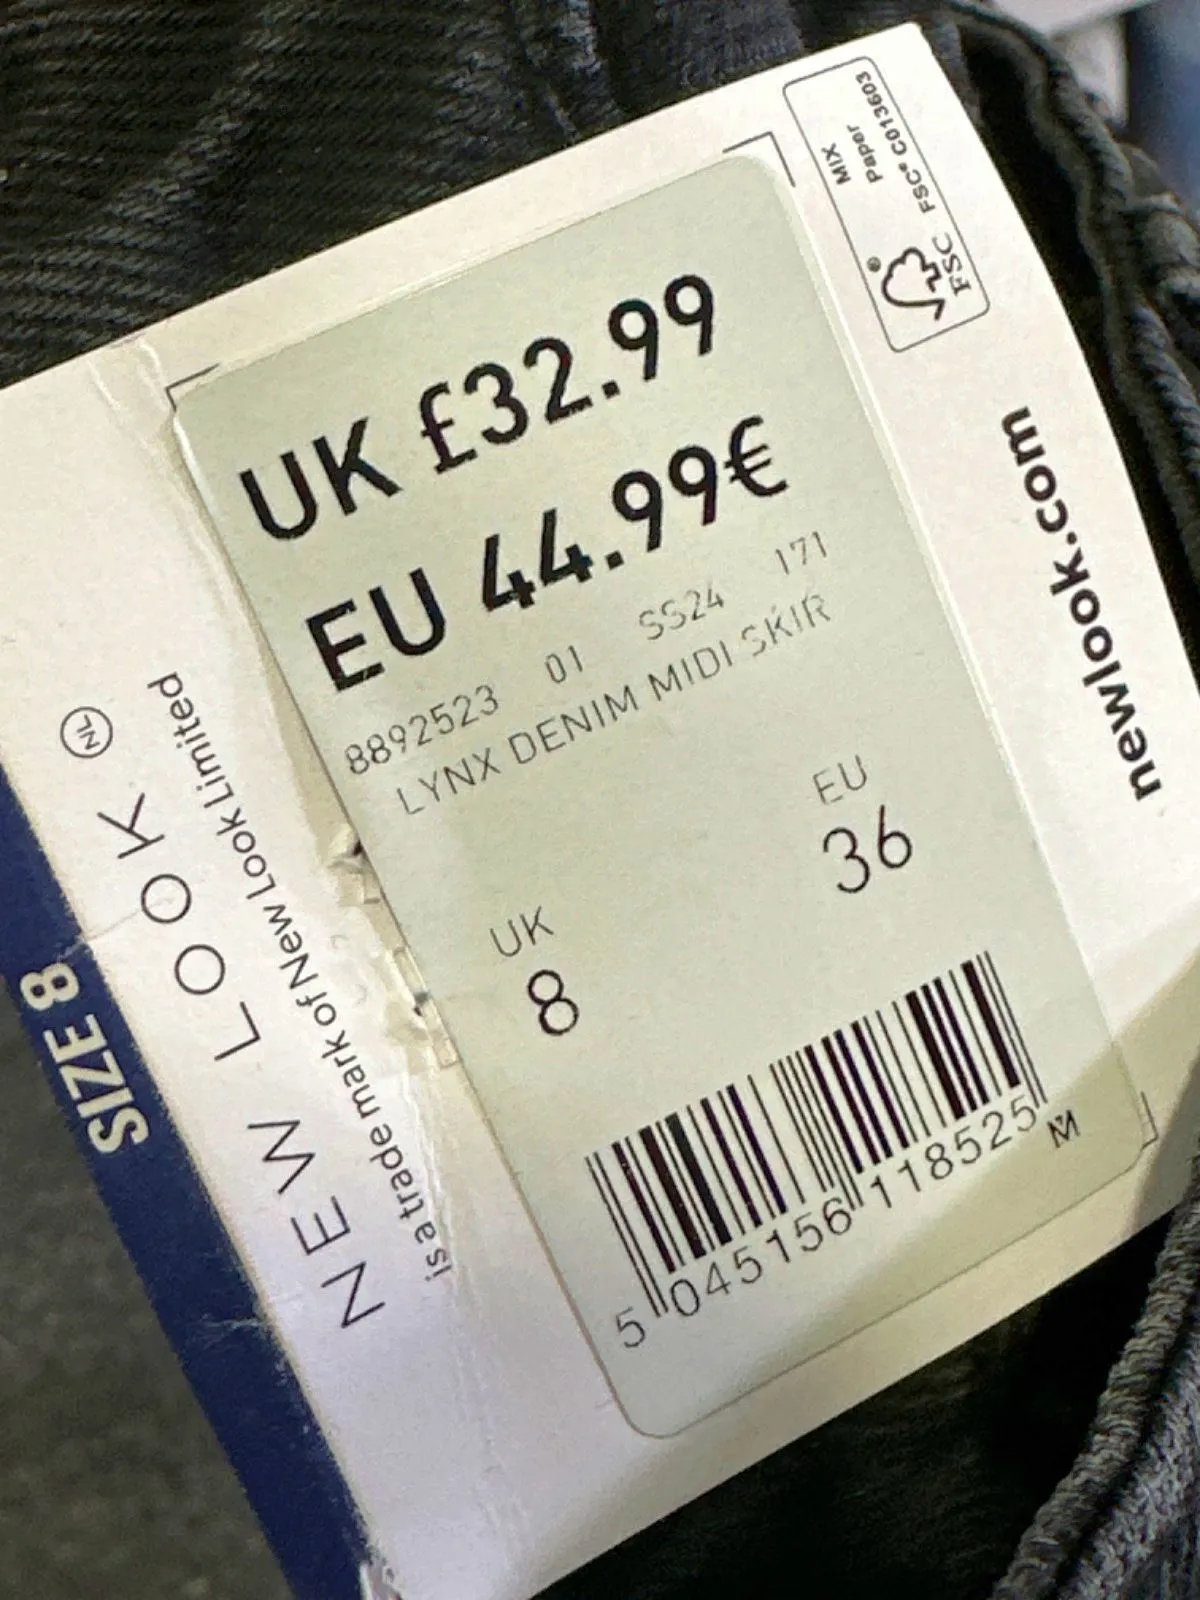 UK £32.99
EU 44.99€
8892523 01 SS24 171
LYNX DENIM MIDI SKIR
UK EU
8 36
5 045156 118525
NEW LOOK NL
is a trade mark of New Look Limited
SIZE 8
newlook.com
FSC
MIX
Paper
FSC® C013603